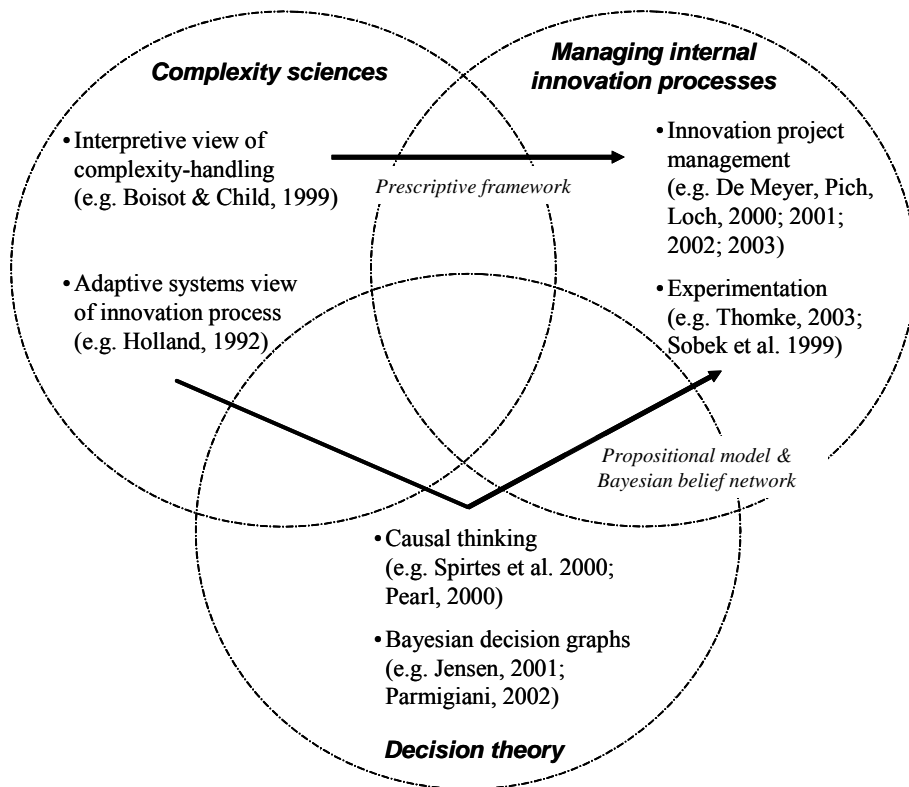 Complexity sciences
• Interpretive view of
complexity-handling
(e.g. Boisot & Child, 1999)
• Adaptive systems view
of innovation process
(e.g. Holland, 1992)
Prescriptive framework
Managing internal
innovation processes
• Innovation project
management
(e.g. De Meyer, Pich,
Loch, 2000; 2001;
2002; 2003)
• Experimentation
(e.g. Thomke, 2003;
Sobek et al. 1999)
Propositional model &
Bayesian belief network
• Causal thinking
(e.g. Spirtes et al. 2000;
Pearl, 2000)
• Bayesian decision graphs
(e.g. Jensen, 2001;
Parmigiani, 2002)
Decision theory